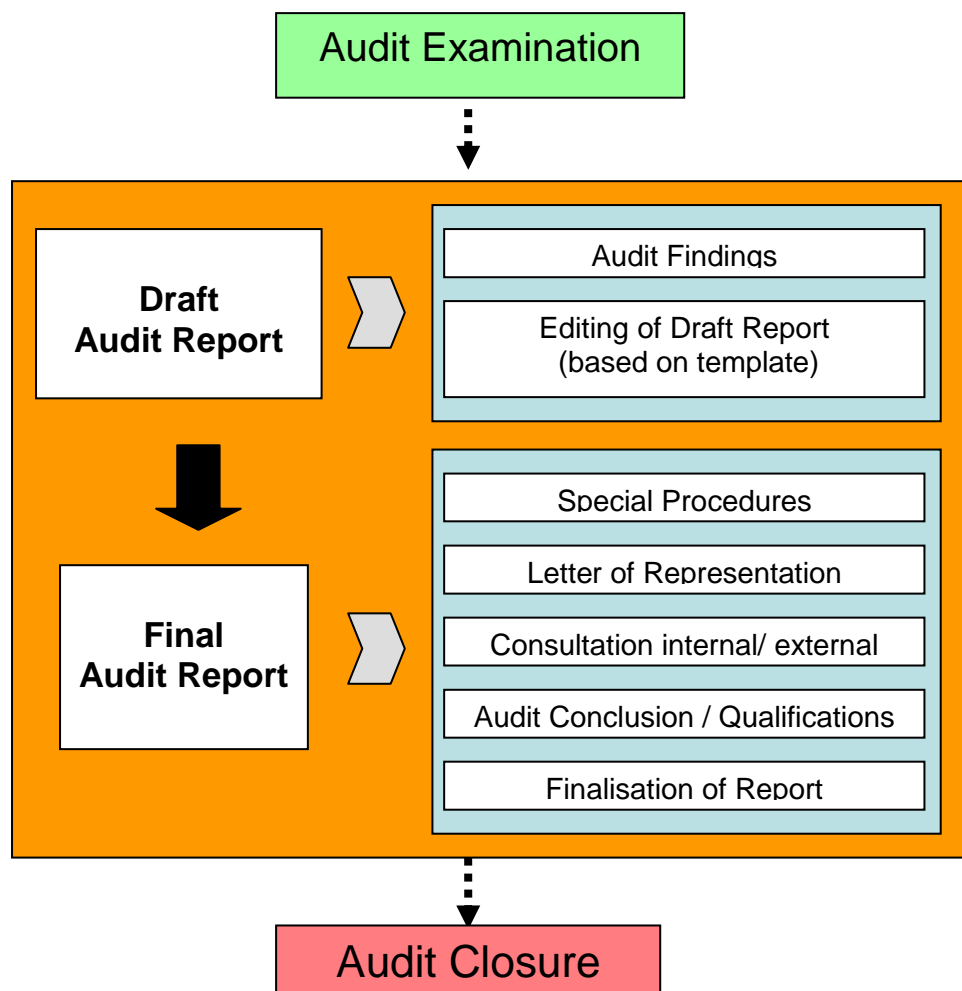 Audit Examination
Draft
Audit Report
Audit Findings
Editing of Draft Report
(based on template)
Final
Audit Report
Special Procedures
Letter of Representation
Consultation internal/ external
Audit Conclusion / Qualifications
Finalisation of Report
Audit Closure